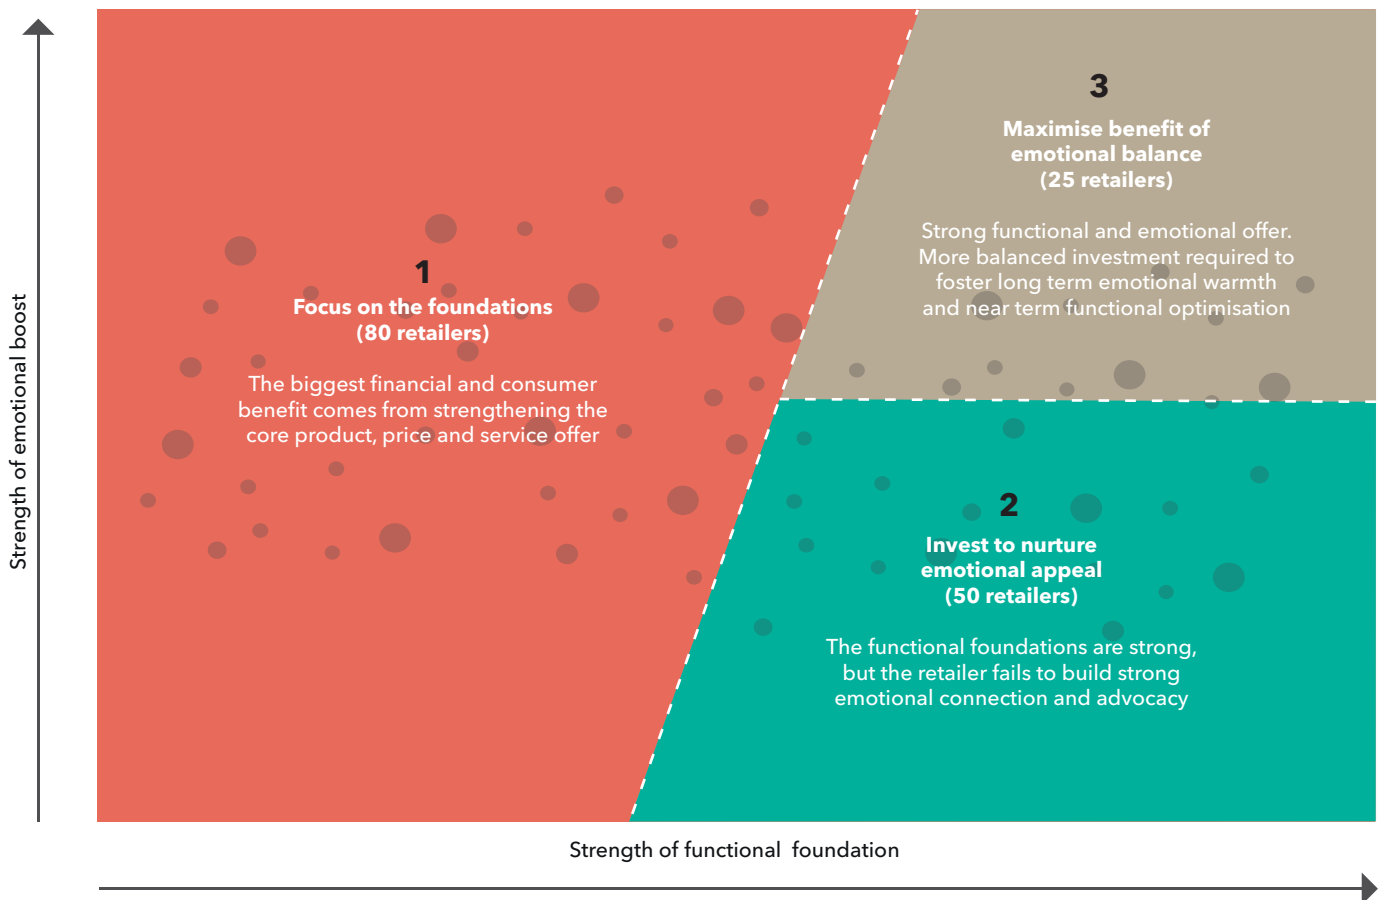 Strength of emotional boost
1
Focus on the foundations
(80 retailers)
The biggest financial and consumer
benefit comes from strengthening the
core product, price and service offer
3
Maximise benefit of
emotional balance
(25 retailers)
Strong functional and emotional offer.
More balanced investment required to
foster long term emotional warmth
and near term functional optimisation
2
Invest to nurture
emotional appeal
(50 retailers)
The functional foundations are strong,
but the retailer fails to build strong
emotional connection and advocacy
Strength of functional foundation